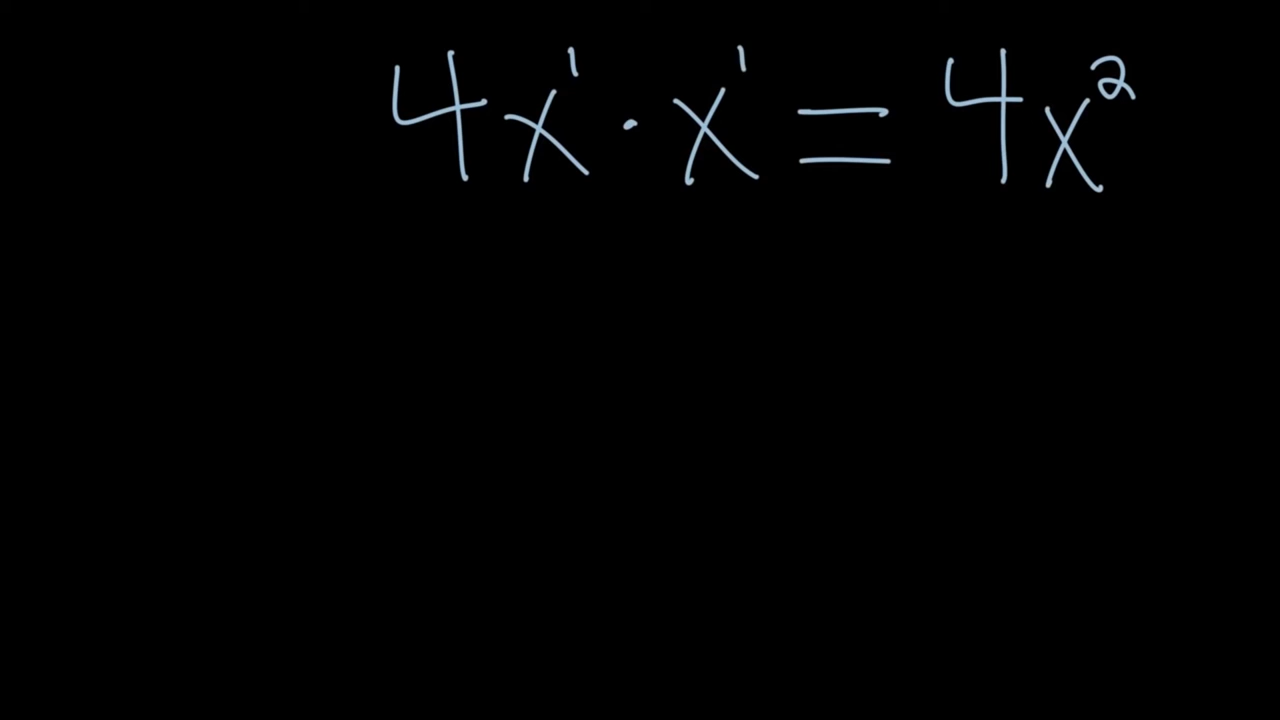 4x¹ · x¹ = 4x²